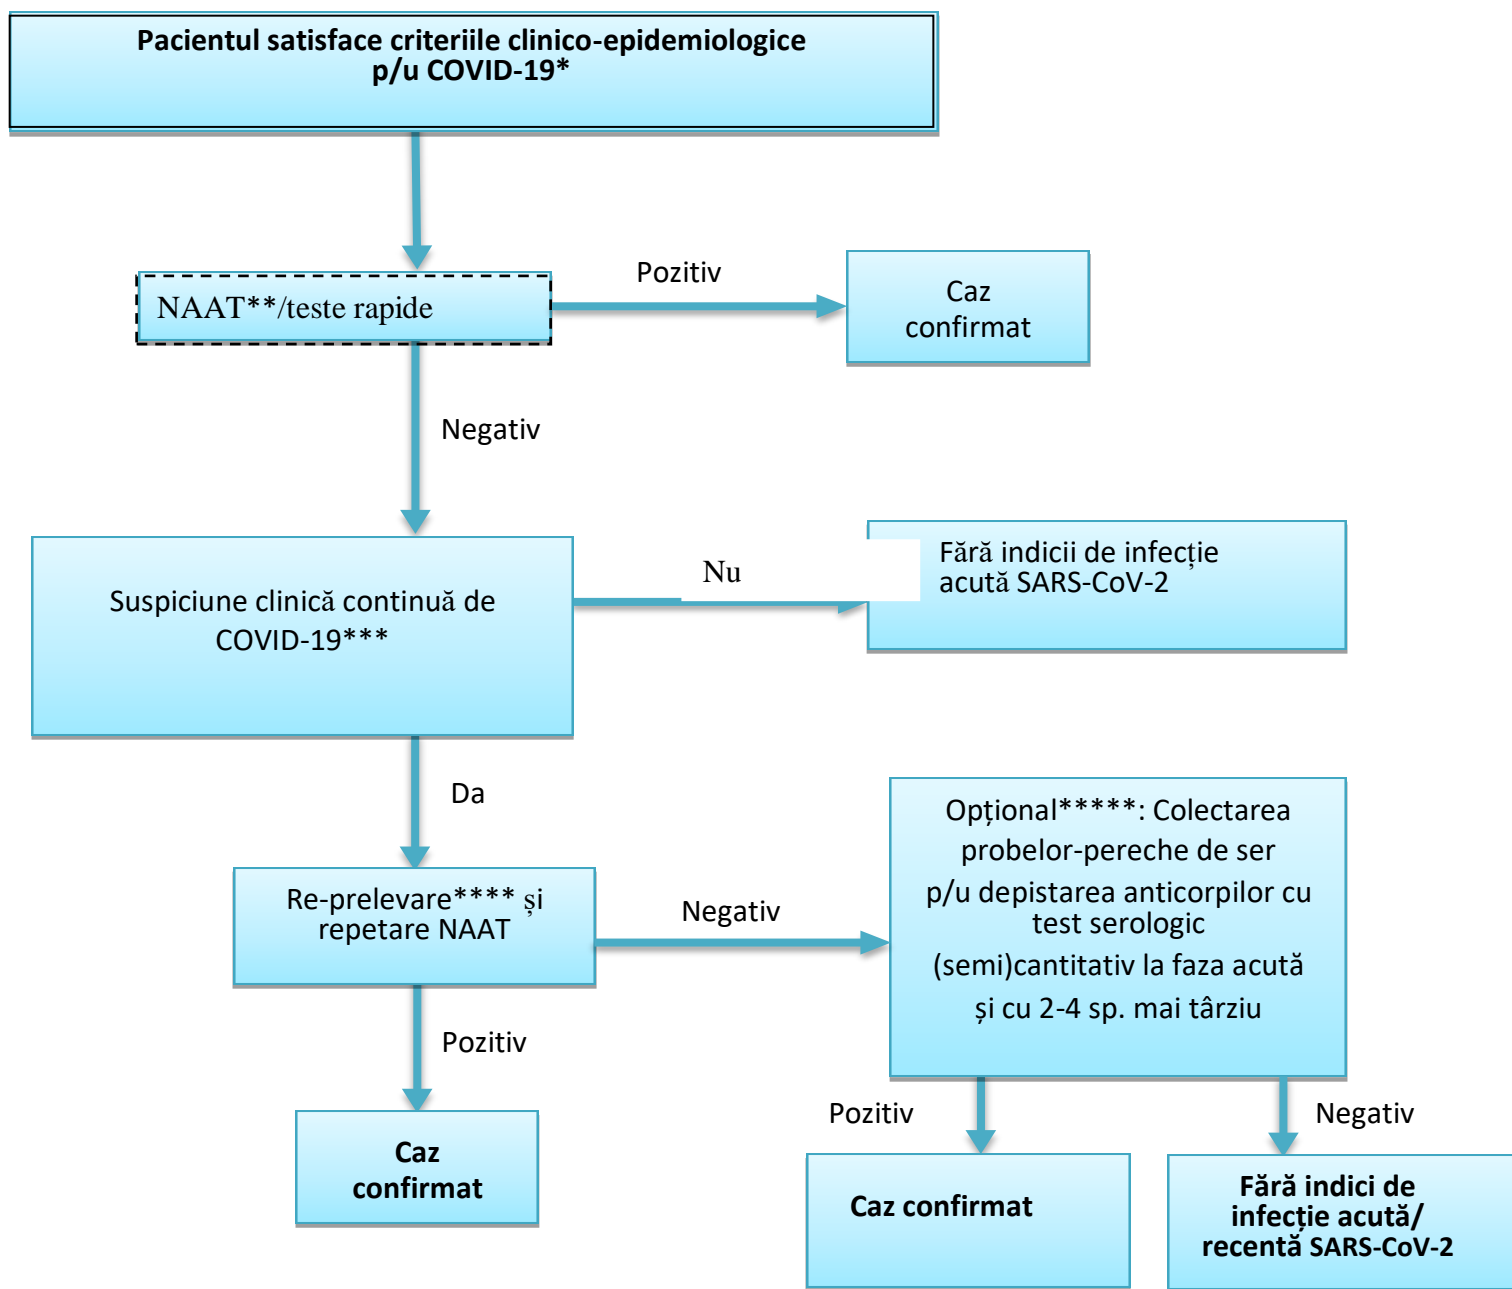 Pacientul satisface criteriile clinico-epidemiologice
p/u COVID-19*
NAAT**/teste rapide
Pozitiv
Caz
confirmat
Negativ
Suspiciune clinică continuă de
COVID-19***
Nu
Fără indicii de infecție
acută SARS-CoV-2
Da
Re-prelevare**** și
repetare NAAT
Negativ
Opțional*****: Colectarea
probelor-pereche de ser
p/u depistarea anticorpilor cu
test serologic
(semi)cantitativ la faza acută
și cu 2-4 sp. mai târziu
Pozitiv
Caz
confirmat
Pozitiv
Caz confirmat
Negativ
Fără indici de
infecție acută/
recentă SARS-CoV-2